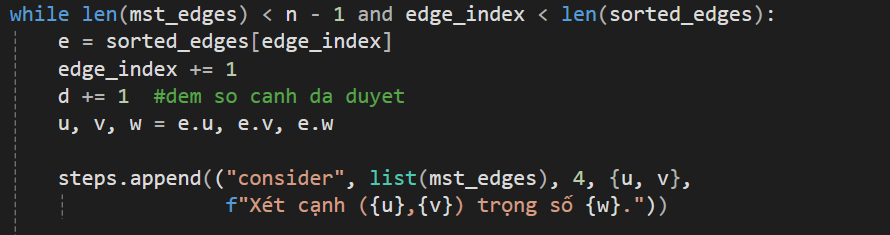 while len(mst_edges) < n - 1 and edge_index < len(sorted_edges):
    e = sorted_edges[edge_index]
    edge_index += 1
    d += 1  #dem so canh da duyet
    u, v, w = e.u, e.v, e.w

    steps.append(("consider", list(mst_edges), 4, {u, v},
                  f"Xét cạnh ({u},{v}) trọng số {w}."))